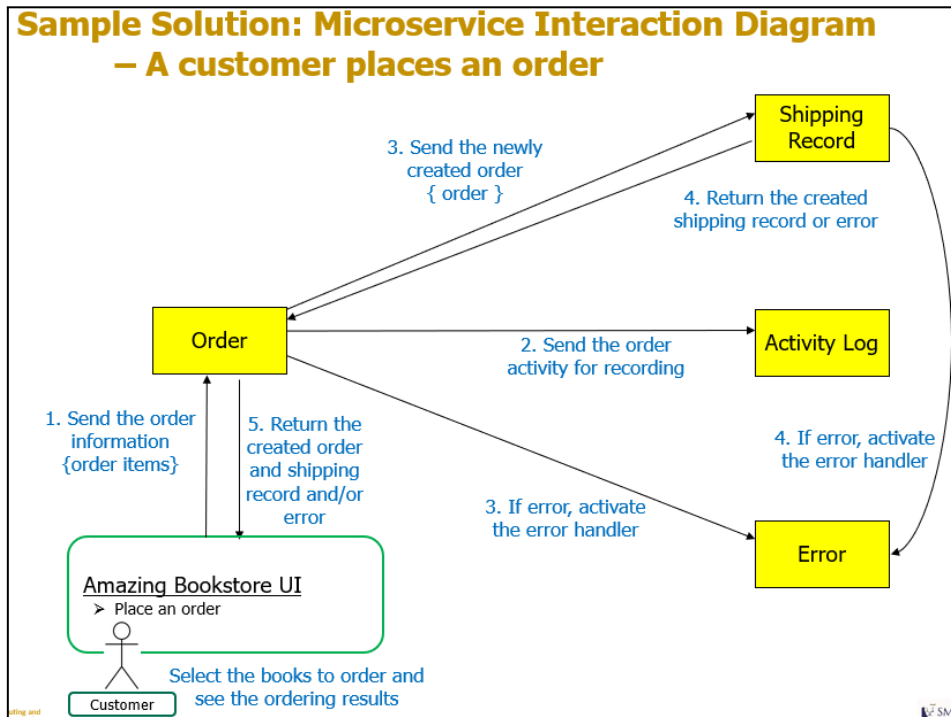 Sample Solution: Microservice Interaction Diagram
– A customer places an order
Shipping
Record
3. Send the newly
created order
{ order }
4. Return the created
shipping record or error
Order
2. Send the order
activity for recording
Activity Log
1. Send the order
information
{order items}
5. Return the
created order
and shipping
record and/or
error
4. If error, activate
the error handler
3. If error, activate
the error handler
Error
Amazing Bookstore UI
➢ Place an order
Select the books to order and
see the ordering results
Customer
uting and
SM